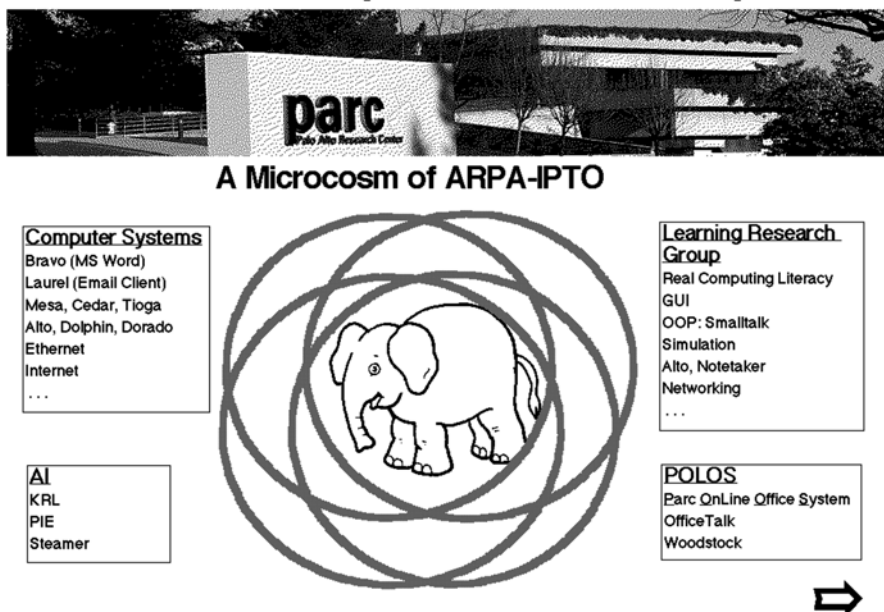 parc
Palo Alto Research Center
A Microcosm of ARPA-IPTO
Computer Systems
Bravo (MS Word)
Laurel (Email Client)
Mesa, Cedar, Tioga
Alto, Dolphin, Dorado
Ethernet
Internet
. . .
Learning Research
Group
Real Computing Literacy
GUI
OOP: Smalltalk
Simulation
Alto, Notetaker
Networking
. . .
AI
KRL
PIE
Steamer
POLOS
Parc OnLine Office System
OfficeTalk
Woodstock